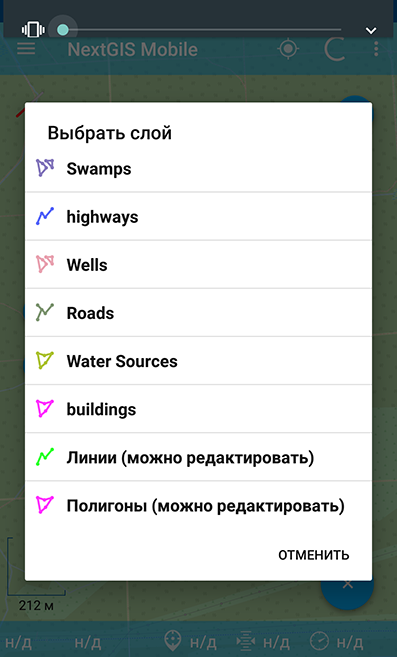 NextGIS Mobile
Выбрать слой
Swamps
highways
Wells
Roads
Water Sources
buildings
Линии (можно редактировать)
Полигоны (можно редактировать)
ОТМЕНИТЬ
212 м
н/д н/д н/д н/д н/д